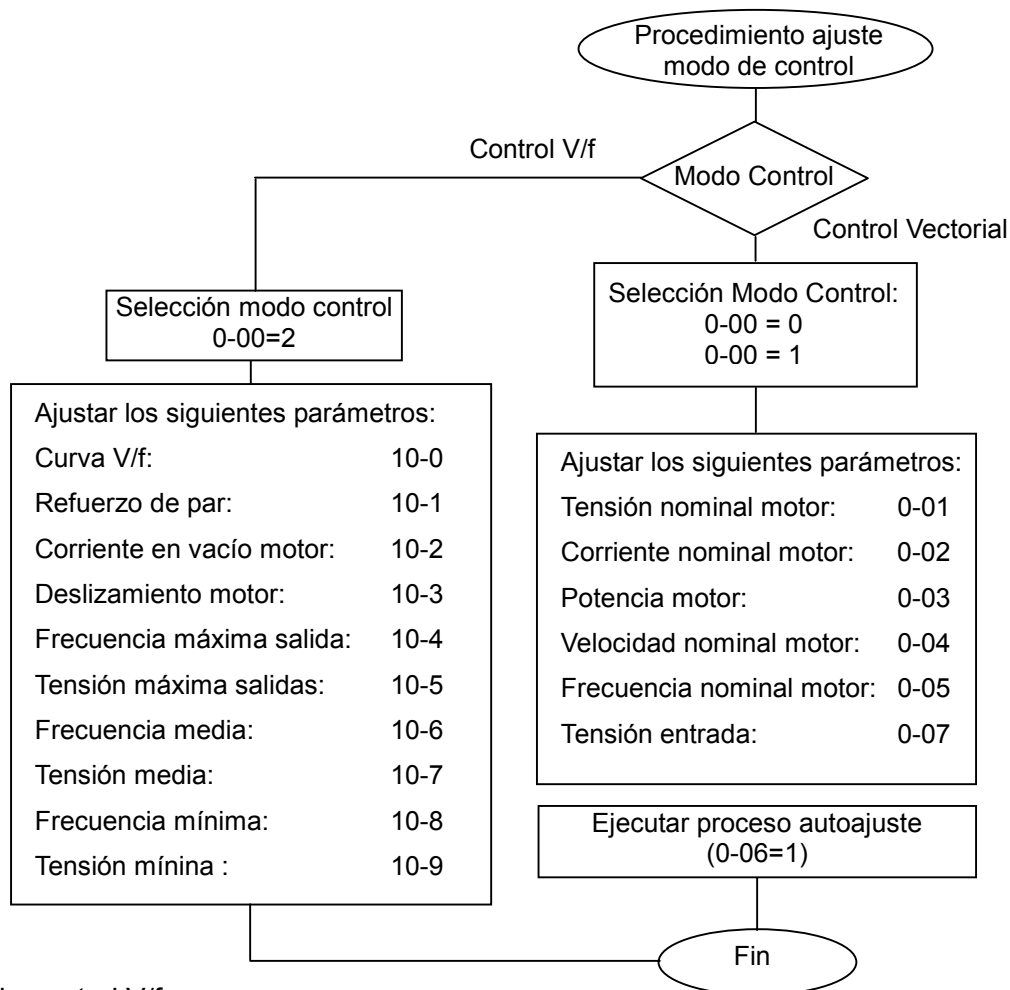 Procedimiento ajuste
modo de control
Control V/f
Modo Control
Control Vectorial
Selección modo control
0-00=2
Selección Modo Control:
0-00 = 0
0-00 = 1
Ajustar los siguientes parámetros:
Curva V/f: 10-0
Refuerzo de par: 10-1
Corriente en vacío motor: 10-2
Deslizamiento motor: 10-3
Frecuencia máxima salida: 10-4
Tensión máxima salidas: 10-5
Frecuencia media: 10-6
Tensión media: 10-7
Frecuencia mínima: 10-8
Tensión mínina : 10-9
Ajustar los siguientes parámetros:
Tensión nominal motor: 0-01
Corriente nominal motor: 0-02
Potencia motor: 0-03
Velocidad nominal motor: 0-04
Frecuencia nominal motor: 0-05
Tensión entrada: 0-07
Ejecutar proceso autoajuste
(0-06=1)
Fin